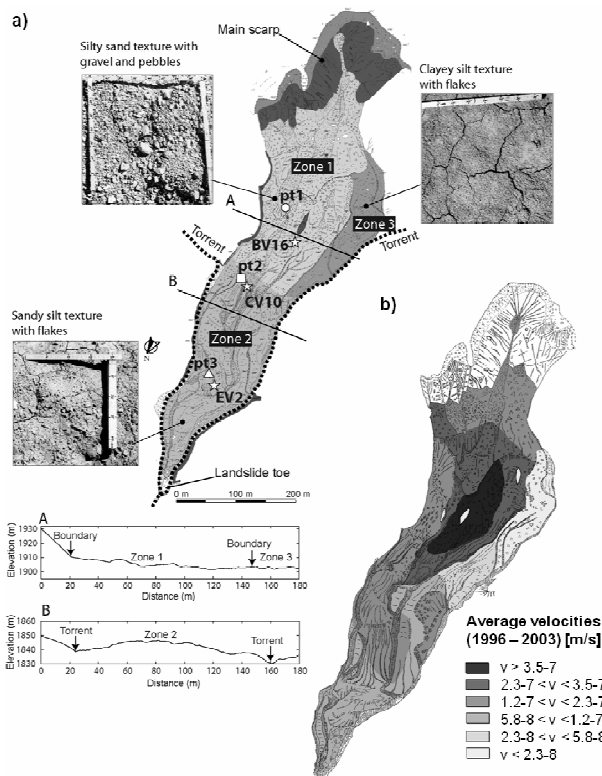 a)
Silty sand texture with
gravel and pebbles
Main scarp
Clayey silt texture
with flakes
Zone 1
pt1
A
Zone 3
Torrent
BV16
Torrent
pt2
B
CV10
b)
Sandy silt texture
with flakes
N
Zone 2
pt3
EV2
Landslide toe
0 m 100 m 200 m
A
Elevation (m)
1930
1920
1910
1900
Boundary
Zone 1
Boundary
Zone 3
0 20 40 60 80 100 120 140 160 180
Distance (m)
B
Elevation (m)
1860
1850
1840
1830
Torrent
Zone 2
Torrent
0 20 40 60 80 100 120 140 160 180
Distance (m)
Average velocities
(1996 – 2003) [m/s]
v > 3.5-7
2.3-7 < v < 3.5-7
1.2-7 < v < 2.3-7
5.8-8 < v < 1.2-7
2.3-8 < v < 5.8-8
v < 2.3-8